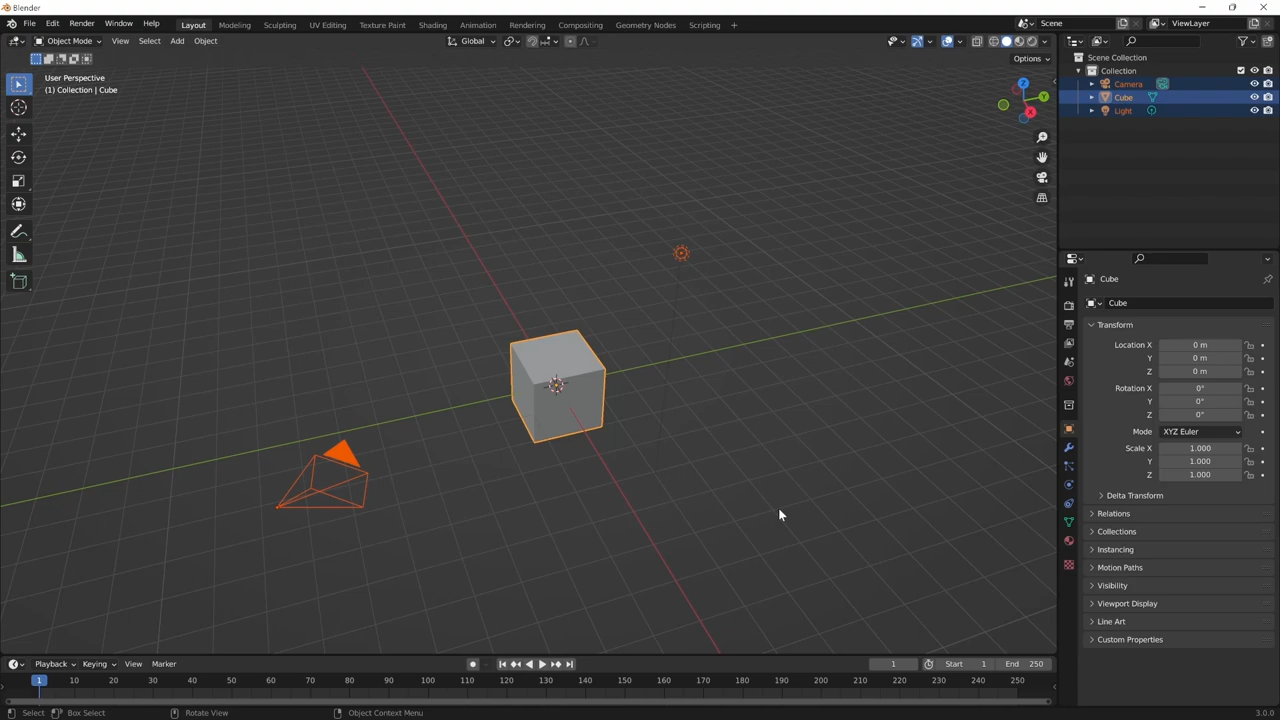 Blender
File Edit Render Window Help Layout Modeling Sculpting UV Editing Texture Paint Shading Animation Rendering Compositing Geometry Nodes Scripting + Scene ViewLayer
Object Mode View Select Add Object Global
Options
User Perspective
(1) Collection | Cube
Z
Y
X
Scene Collection
Collection
Camera
Cube
Light
Cube
Cube
Transform
Location X 0 m
Y 0 m
Z 0 m
Rotation X 0°
Y 0°
Z 0°
Mode XYZ Euler
Scale X 1.000
Y 1.000
Z 1.000
Delta Transform
Relations
Collections
Instancing
Motion Paths
Visibility
Viewport Display
Line Art
Custom Properties
Playback Keying View Marker 1 Start 1 End 250
1 10 20 30 40 50 60 70 80 90 100 110 120 130 140 150 160 170 180 190 200 210 220 230 240 250
Select Box Select Rotate View Object Context Menu 3.0.0